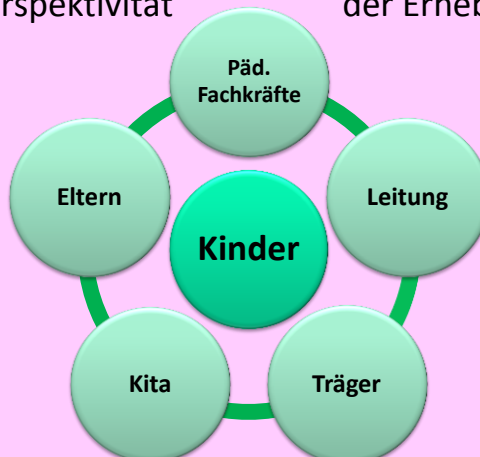 rspektivität der Erheb
Päd.
Fachkräfte
Eltern
Leitung
Kinder
Kita
Träger